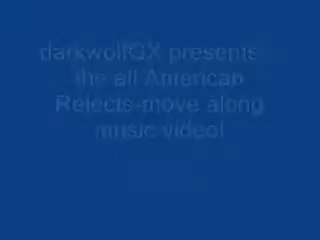 darkwolfGX presents...
the all American
Rejects-move along
music video!